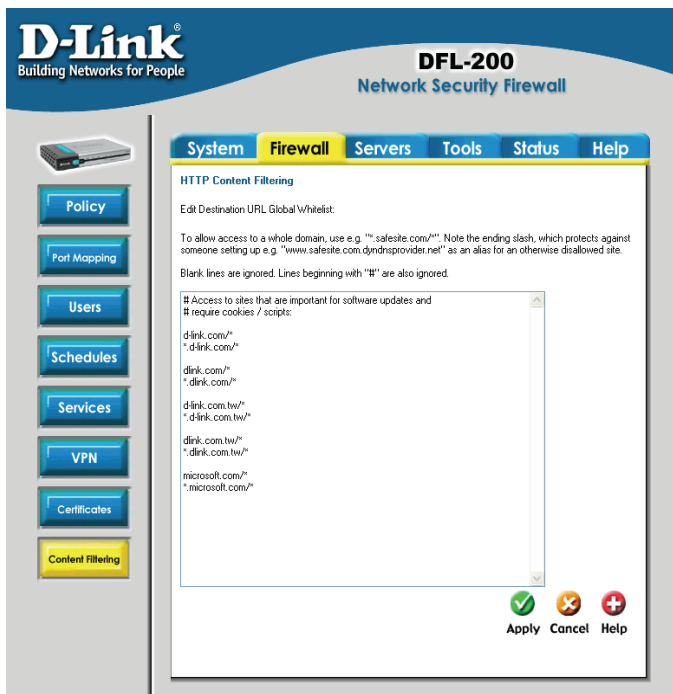 D-Link®
Building Networks for People
DFL-200
Network Security Firewall
System Firewall Servers Tools Status Help
Policy
Port Mapping
Users
Schedules
Services
VPN
Certificates
Content Filtering
HTTP Content Filtering
Edit Destination URL Global Whitelist:
To allow access to a whole domain, use e.g. "*.safesite.com/*". Note the ending slash, which protects against
someone setting up e.g. "www.safesite.com.dyndnsprovider.net" as an alias for an otherwise disallowed site.
Blank lines are ignored. Lines beginning with "#" are also ignored.
# Access to sites that are important for software updates and
# require cookies / scripts:
d-link.com/*
*.d-link.com/*
dlink.com/*
*.dlink.com/*
d-link.com.tw/*
*.d-link.com.tw/*
dlink.com.tw/*
*.dlink.com.tw/*
microsoft.com/*
*.microsoft.com/*
Apply Cancel Help